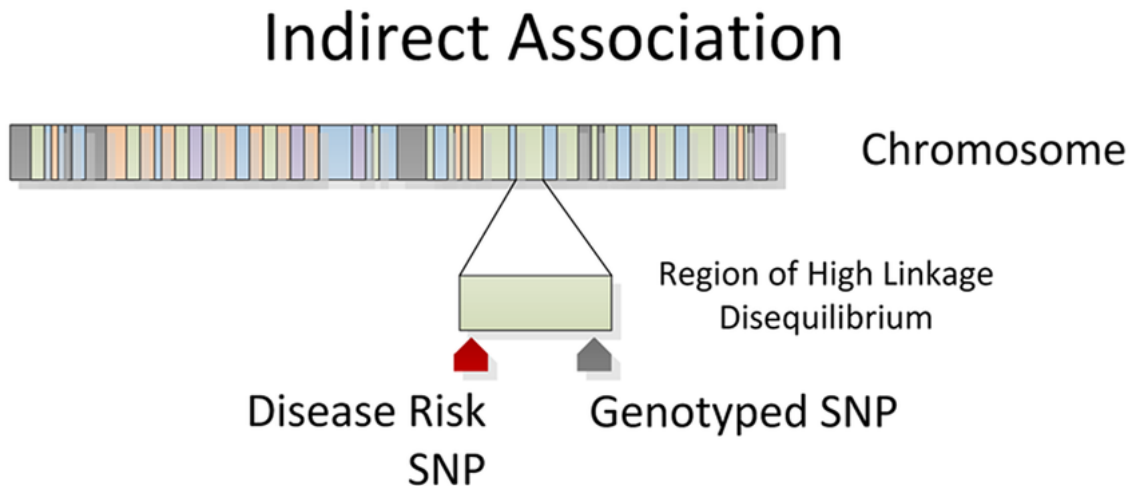 Indirect Association
Chromosome
Region of High Linkage
Disequilibrium
Disease Risk
SNP
Genotyped SNP